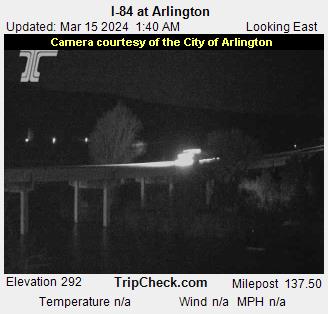 I-84 at Arlington
Updated: Mar 15 2024 1:40 AM Looking East
Camera courtesy of the City of Arlington
Elevation 292 TripCheck.com Milepost 137.50
Temperature n/a Wind n/a MPH n/a